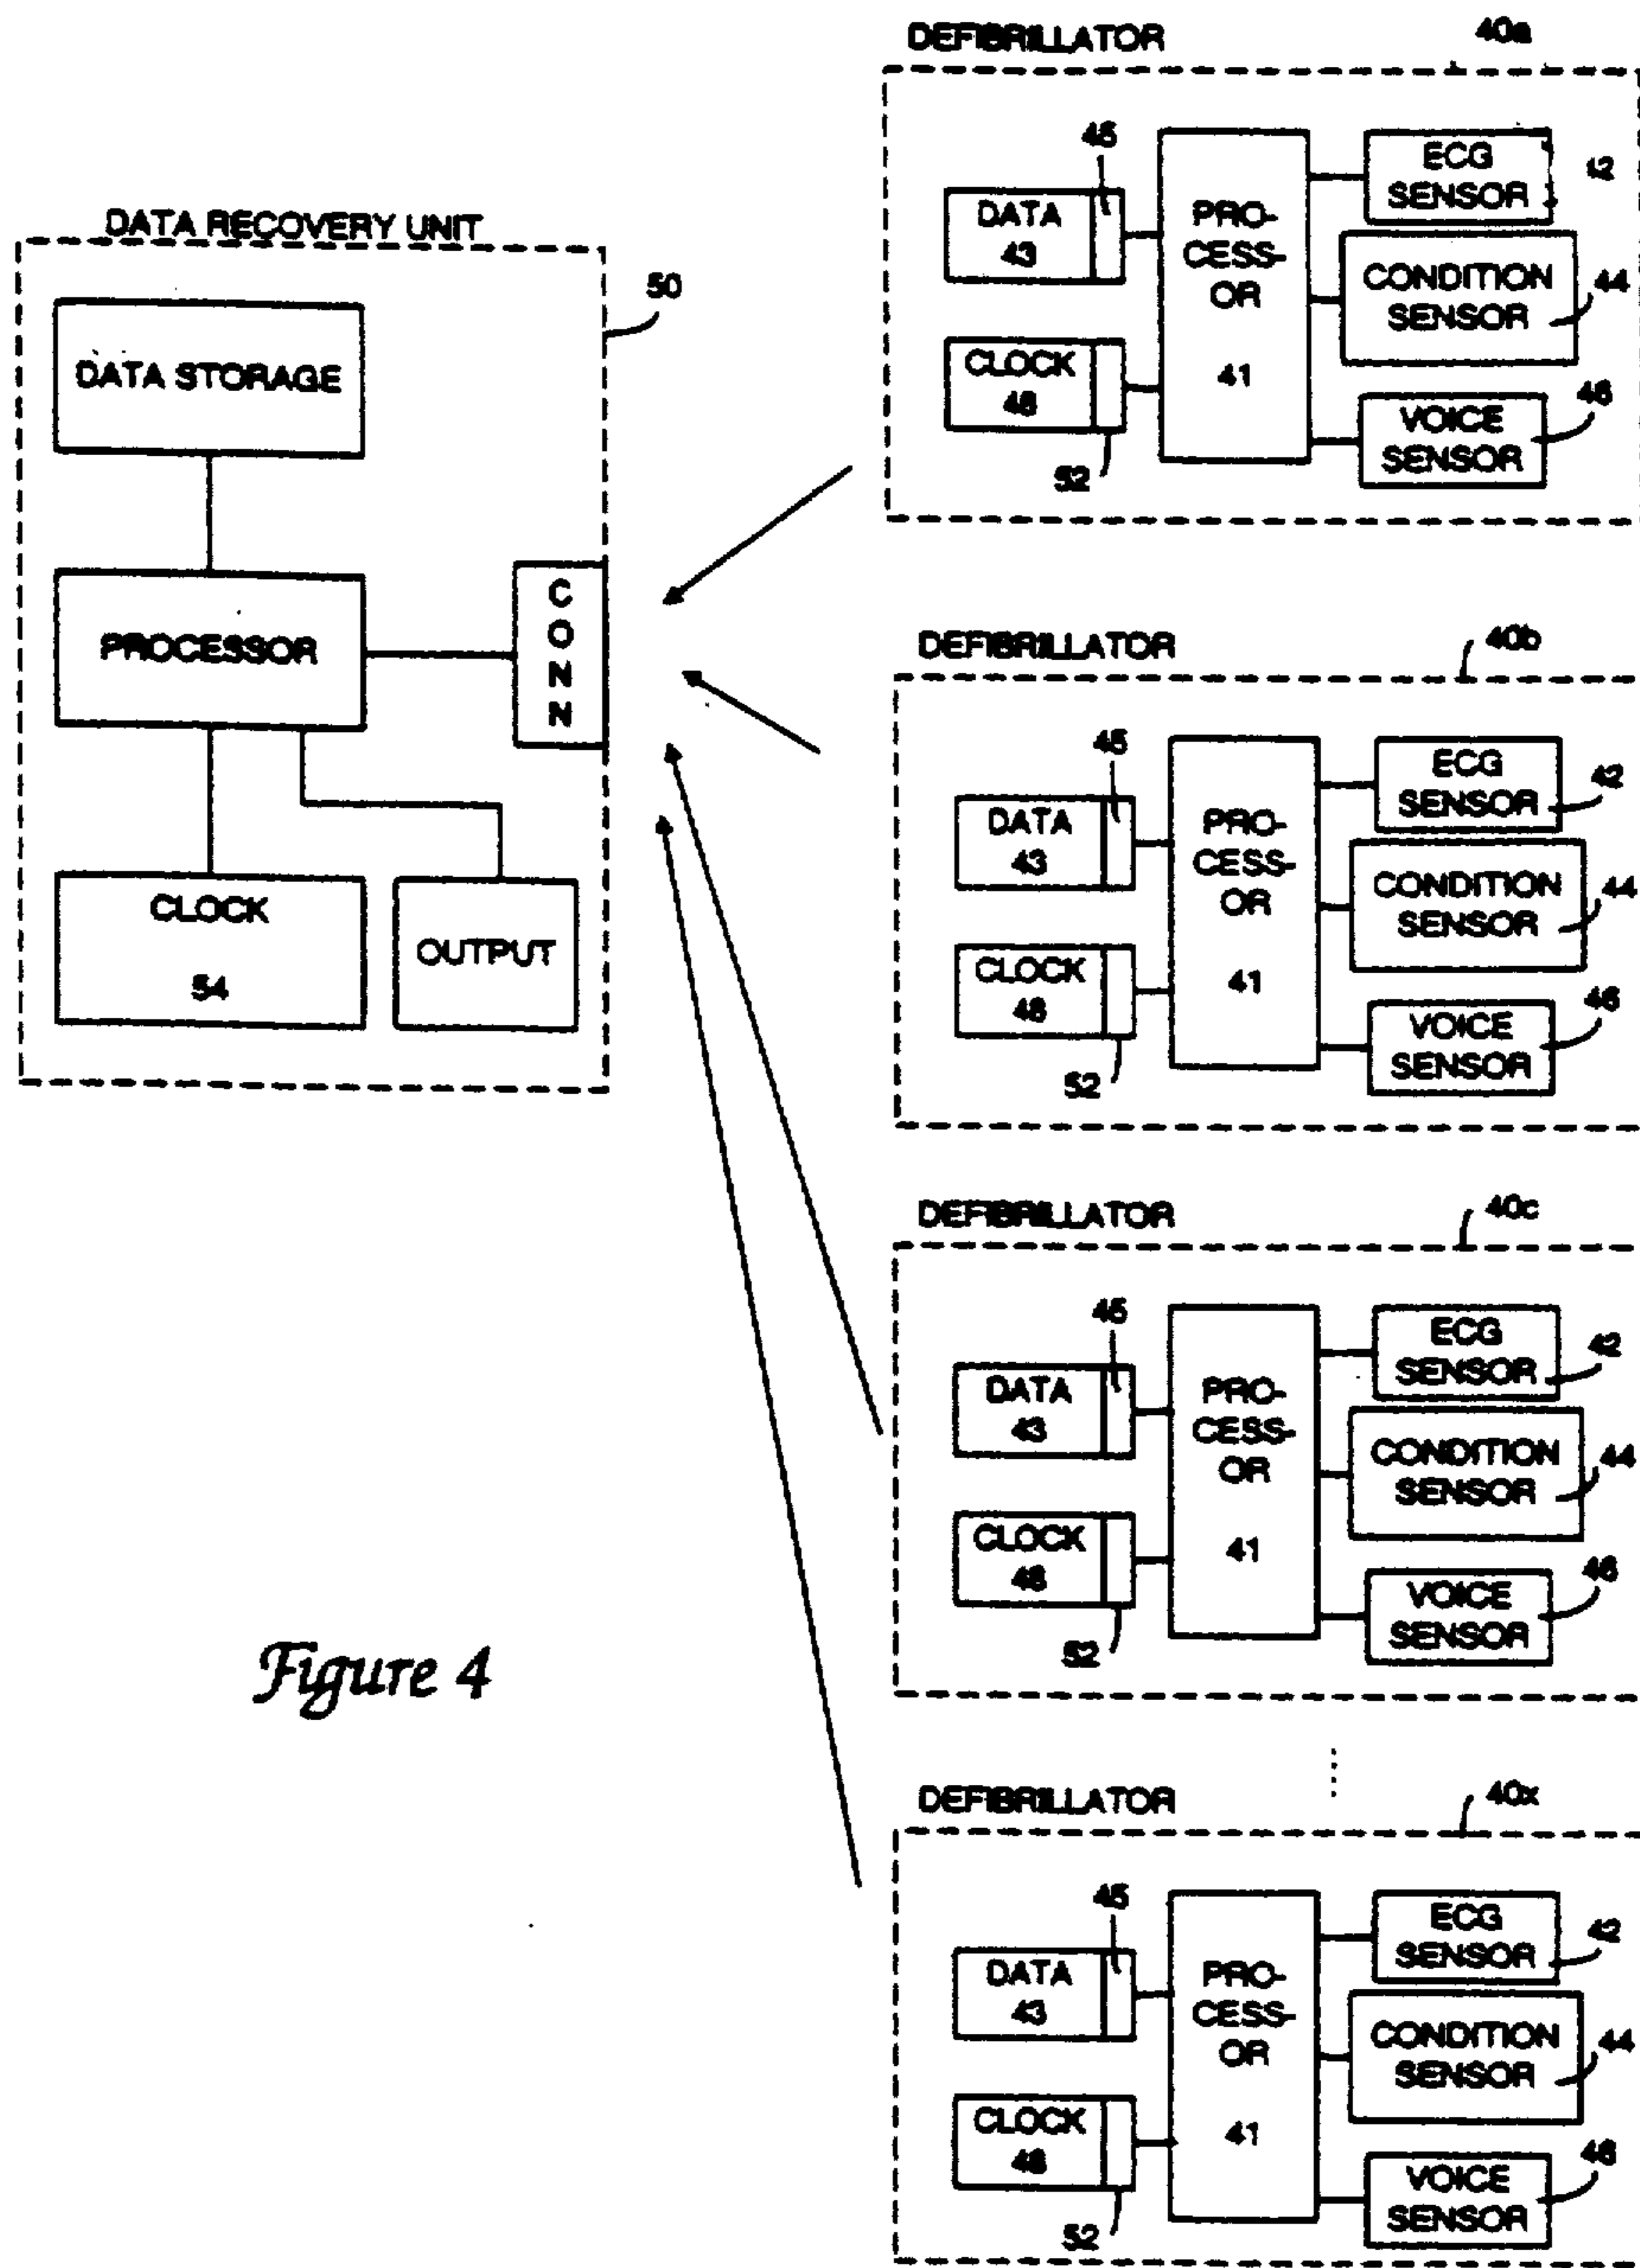 DATA RECOVERY UNIT
50
DATA STORAGE
PROCESSOR
C
O
N
N
CLOCK
54
OUTPUT
Figure 4
DEFIBRILLATOR
40a
45
DATA
43
CLOCK
48
52
PRO-
CESS-
OR
41
ECG
SENSOR
CONDITION
SENSOR
44
VOICE
SENSOR
46
DEFIBRILLATOR
40b
45
DATA
43
CLOCK
48
52
PRO-
CESS-
OR
41
ECG
SENSOR
42
CONDITION
SENSOR
44
VOICE
SENSOR
46
DEFIBRILLATOR
40c
45
DATA
43
CLOCK
48
52
PRO-
CESS-
OR
41
ECG
SENSOR
42
CONDITION
SENSOR
44
VOICE
SENSOR
46
DEFIBRILLATOR
40x
45
DATA
43
CLOCK
48
52
PRO-
CESS-
OR
41
ECG
SENSOR
42
CONDITION
SENSOR
44
VOICE
SENSOR
46